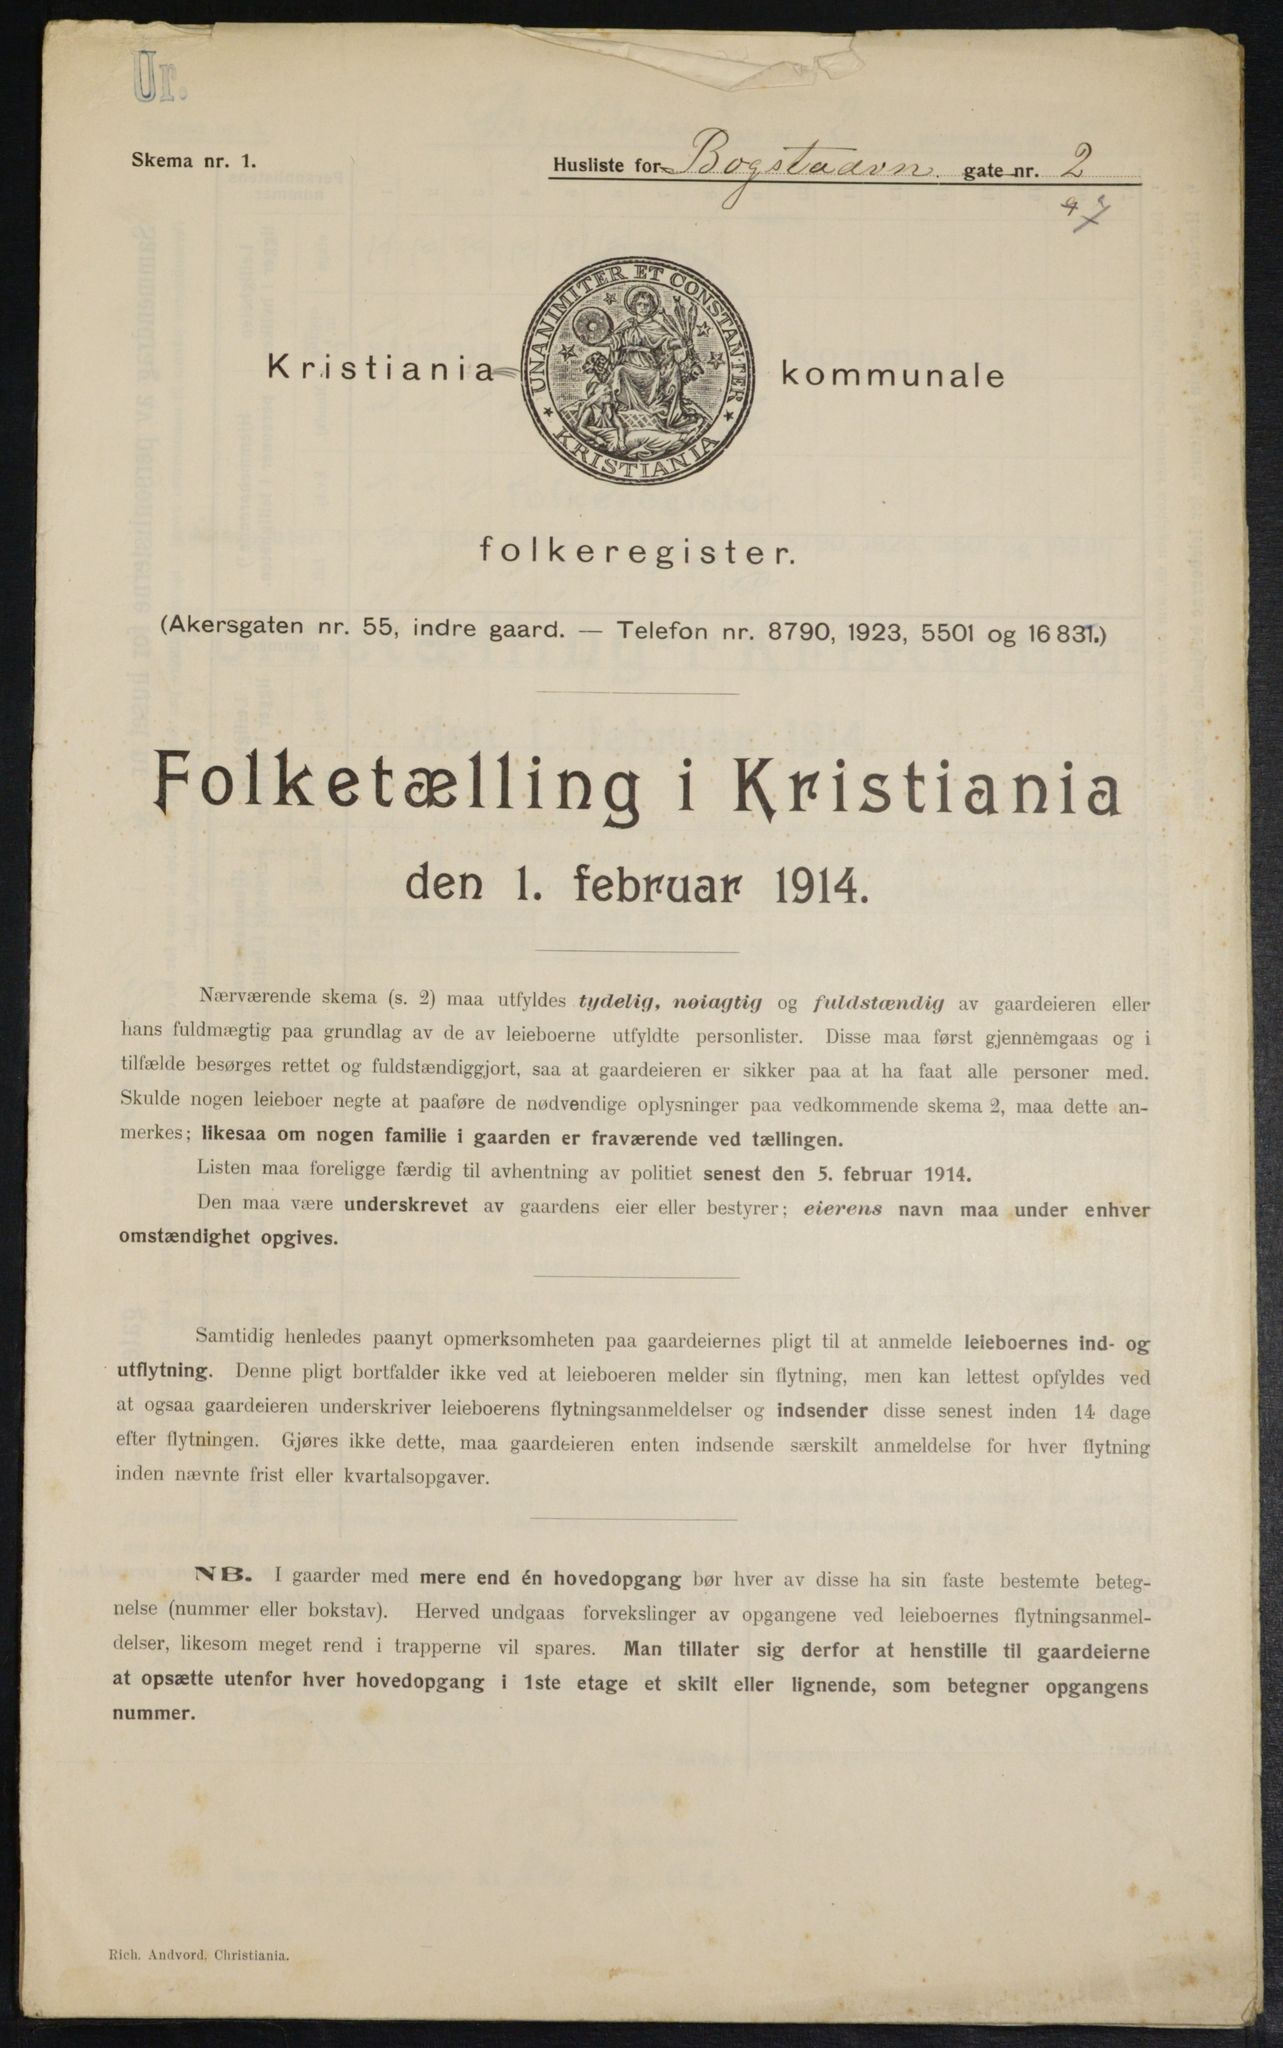 Ur.
Skema nr. 1.
Husliste for Bogstadvn. gate nr. 2
97
Kristiania kommunale
UNANIMITER ET CONSTANTER
KRISTIANIA
folkeregister.
(Akersgaten nr. 55, indre gaard. — Telefon nr. 8790, 1923, 5501 og 16831.)
Folketælling i Kristiania
den 1. februar 1914.
Nærværende skema (s. 2) maa utfyldes tydelig, nøiagtig og fuldstændig av gaardeieren eller
hans fuldmægtig paa grundlag av de av leieboerne utfyldte personlister. Disse maa først gjennemgaas og i
tilfælde besørges rettet og fuldstændiggjort, saa at gaardeieren er sikker paa at ha faat alle personer med.
Skulde nogen leieboer negte at paaføre de nødvendige oplysninger paa vedkommende skema 2, maa dette an-
merkes; likesaa om nogen familie i gaarden er fraværende ved tællingen.
Listen maa foreligge færdig til avhentning av politiet senest den 5. februar 1914.
Den maa være underskrevet av gaardens eier eller bestyrer; eierens navn maa under enhver
omstændighet opgives.
Samtidig henledes paanyt opmerksomheten paa gaardeiernes pligt til at anmelde leieboernes ind- og
utflytning. Denne pligt bortfalder ikke ved at leieboeren melder sin flytning, men kan lettest opfyldes ved
at ogsaa gaardeieren underskriver leieboerens flytningsanmeldelser og indsender disse senest inden 14 dage
efter flytningen. Gjøres ikke dette, maa gaardeieren enten indsende særskilt anmeldelse for hver flytning
inden nævnte frist eller kvartalsopgaver.
NB. I gaarder med mere end én hovedopgang bør hver av disse ha sin faste bestemte beteg-
nelse (nummer eller bokstav). Herved undgaas forvekslinger av opgangene ved leieboernes flytningsanmel-
delser, likesom meget rend i trapperne vil spares. Man tillater sig derfor at henstille til gaardeierne
at opsætte utenfor hver hovedopgang i 1ste etage et skilt eller lignende, som betegner opgangens
nummer.
Rich. Andvord, Christiania.